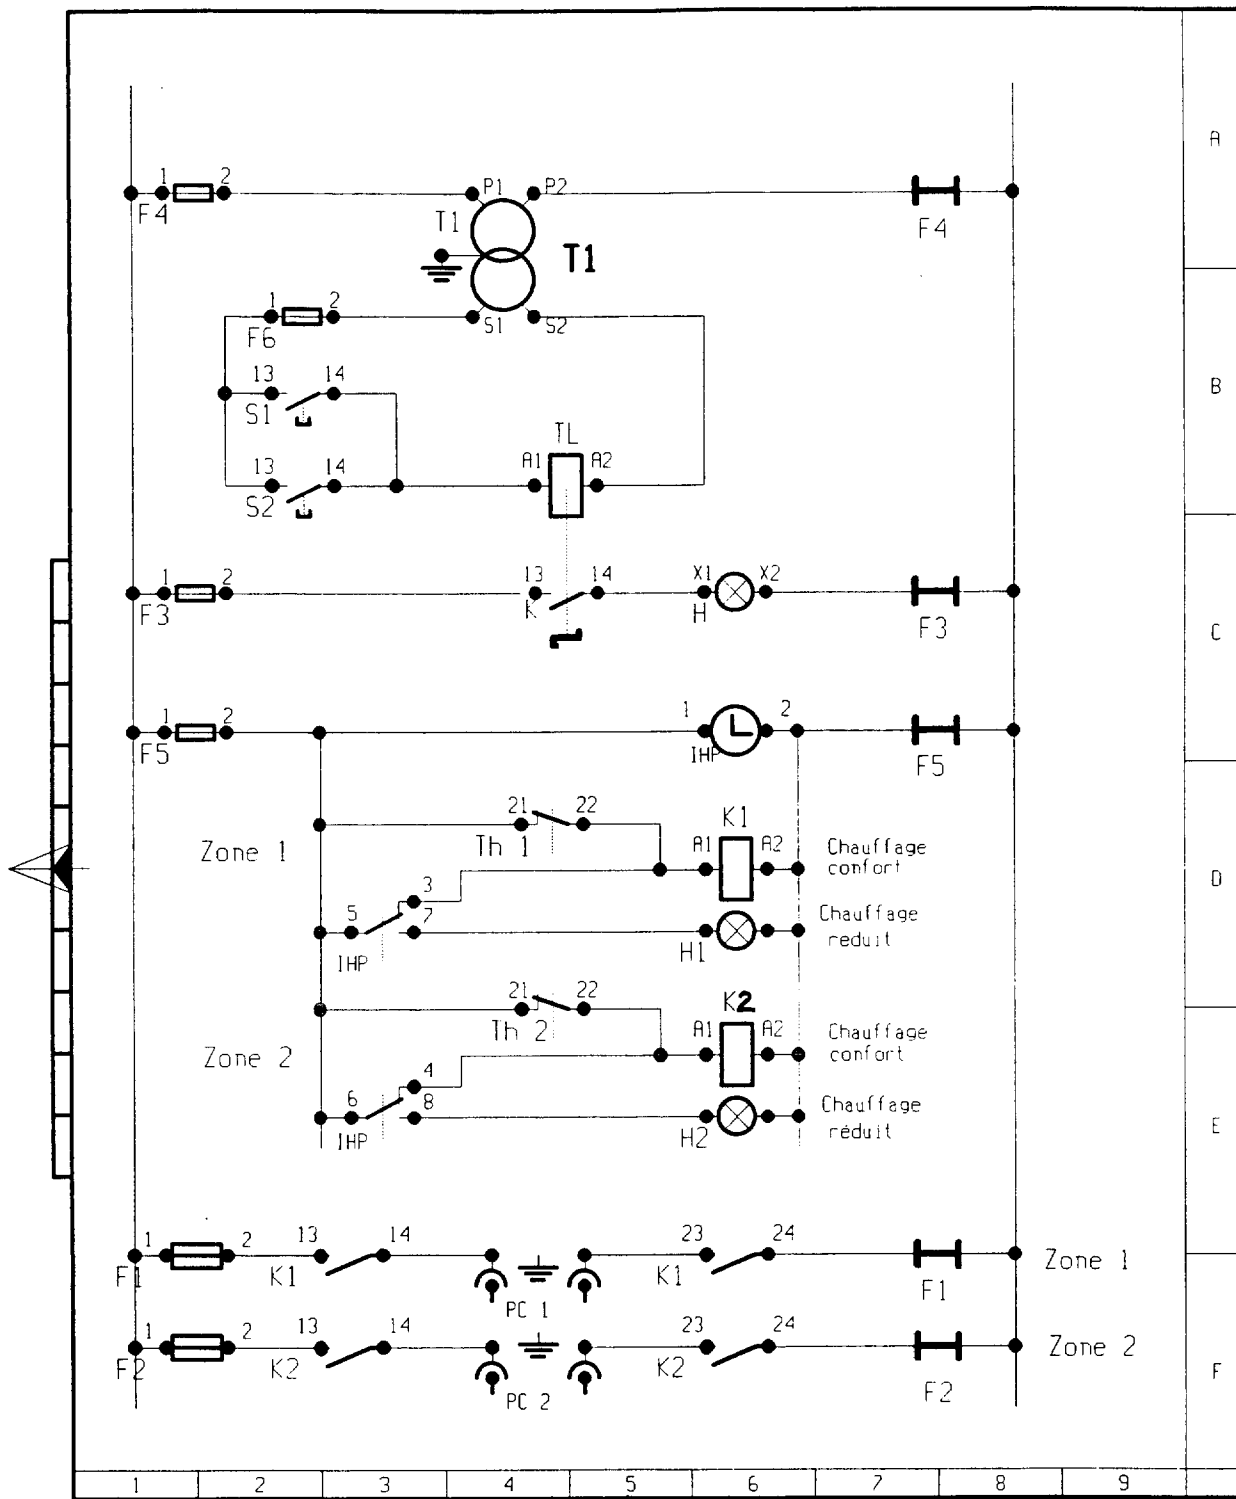 A
1 2 P1 P2
F4 T1 F4
T1
1 2 S1 S2
F6
13 14 B
S1 TL
13 14 A1 A2
S2
1 2 13 14 X1 X2
F3 K H F3
C
1 2 1 2
F5 IHP F5
21 22 K1
Zone 1 Th 1 A1 A2 Chauffage
confort
3 D
5 7 Chauffage
IHP H1 réduit
21 22 K2
Th 2 A1 A2 Chauffage
Zone 2 confort
4
6 8 Chauffage
IHP H2 réduit
E
1 2 13 14 23 24
F1 K1 PC 1 K1 F1 Zone 1
1 2 13 14 23 24
F2 K2 PC 2 K2 F2 Zone 2
F
1 2 3 4 5 6 7 8 9